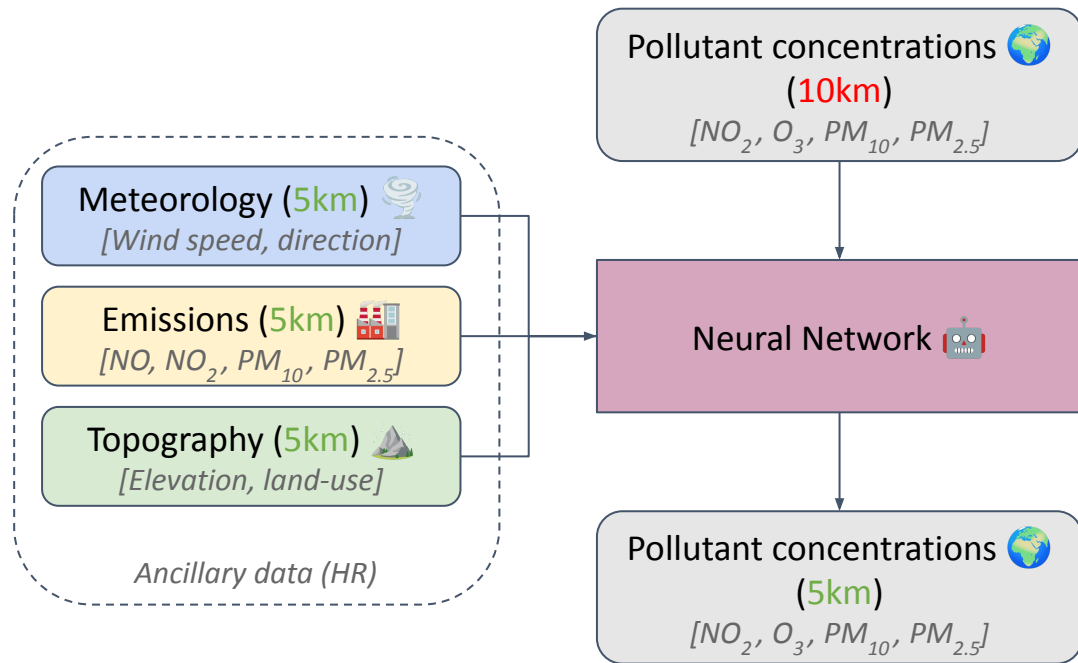 Pollutant concentrations 🌍
(10km)
[NO₂, O₃, PM₁₀, PM₂.₅]
Meteorology (5km) 🌪️
[Wind speed, direction]
Emissions (5km) 🏭
[NO, NO₂, PM₁₀, PM₂.₅]
Topography (5km) ⛰️
[Elevation, land-use]
Ancillary data (HR)
Neural Network 🤖
Pollutant concentrations 🌍
(5km)
[NO₂, O₃, PM₁₀, PM₂.₅]